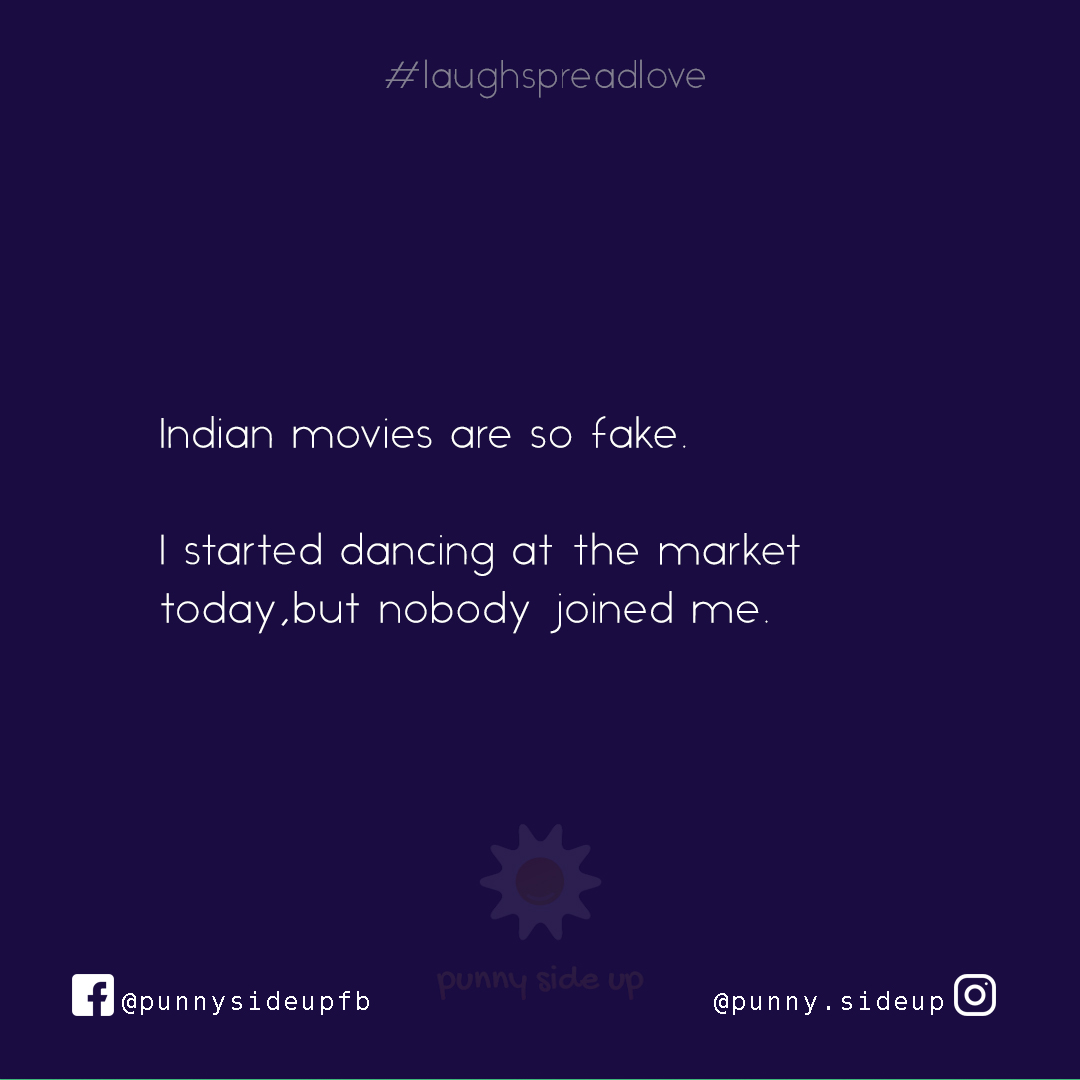 #laughspreadlove
Indian movies are so fake.
I started dancing at the market
today,but nobody joined me.
punny side up
@punnysideupfb
@punny.sideup